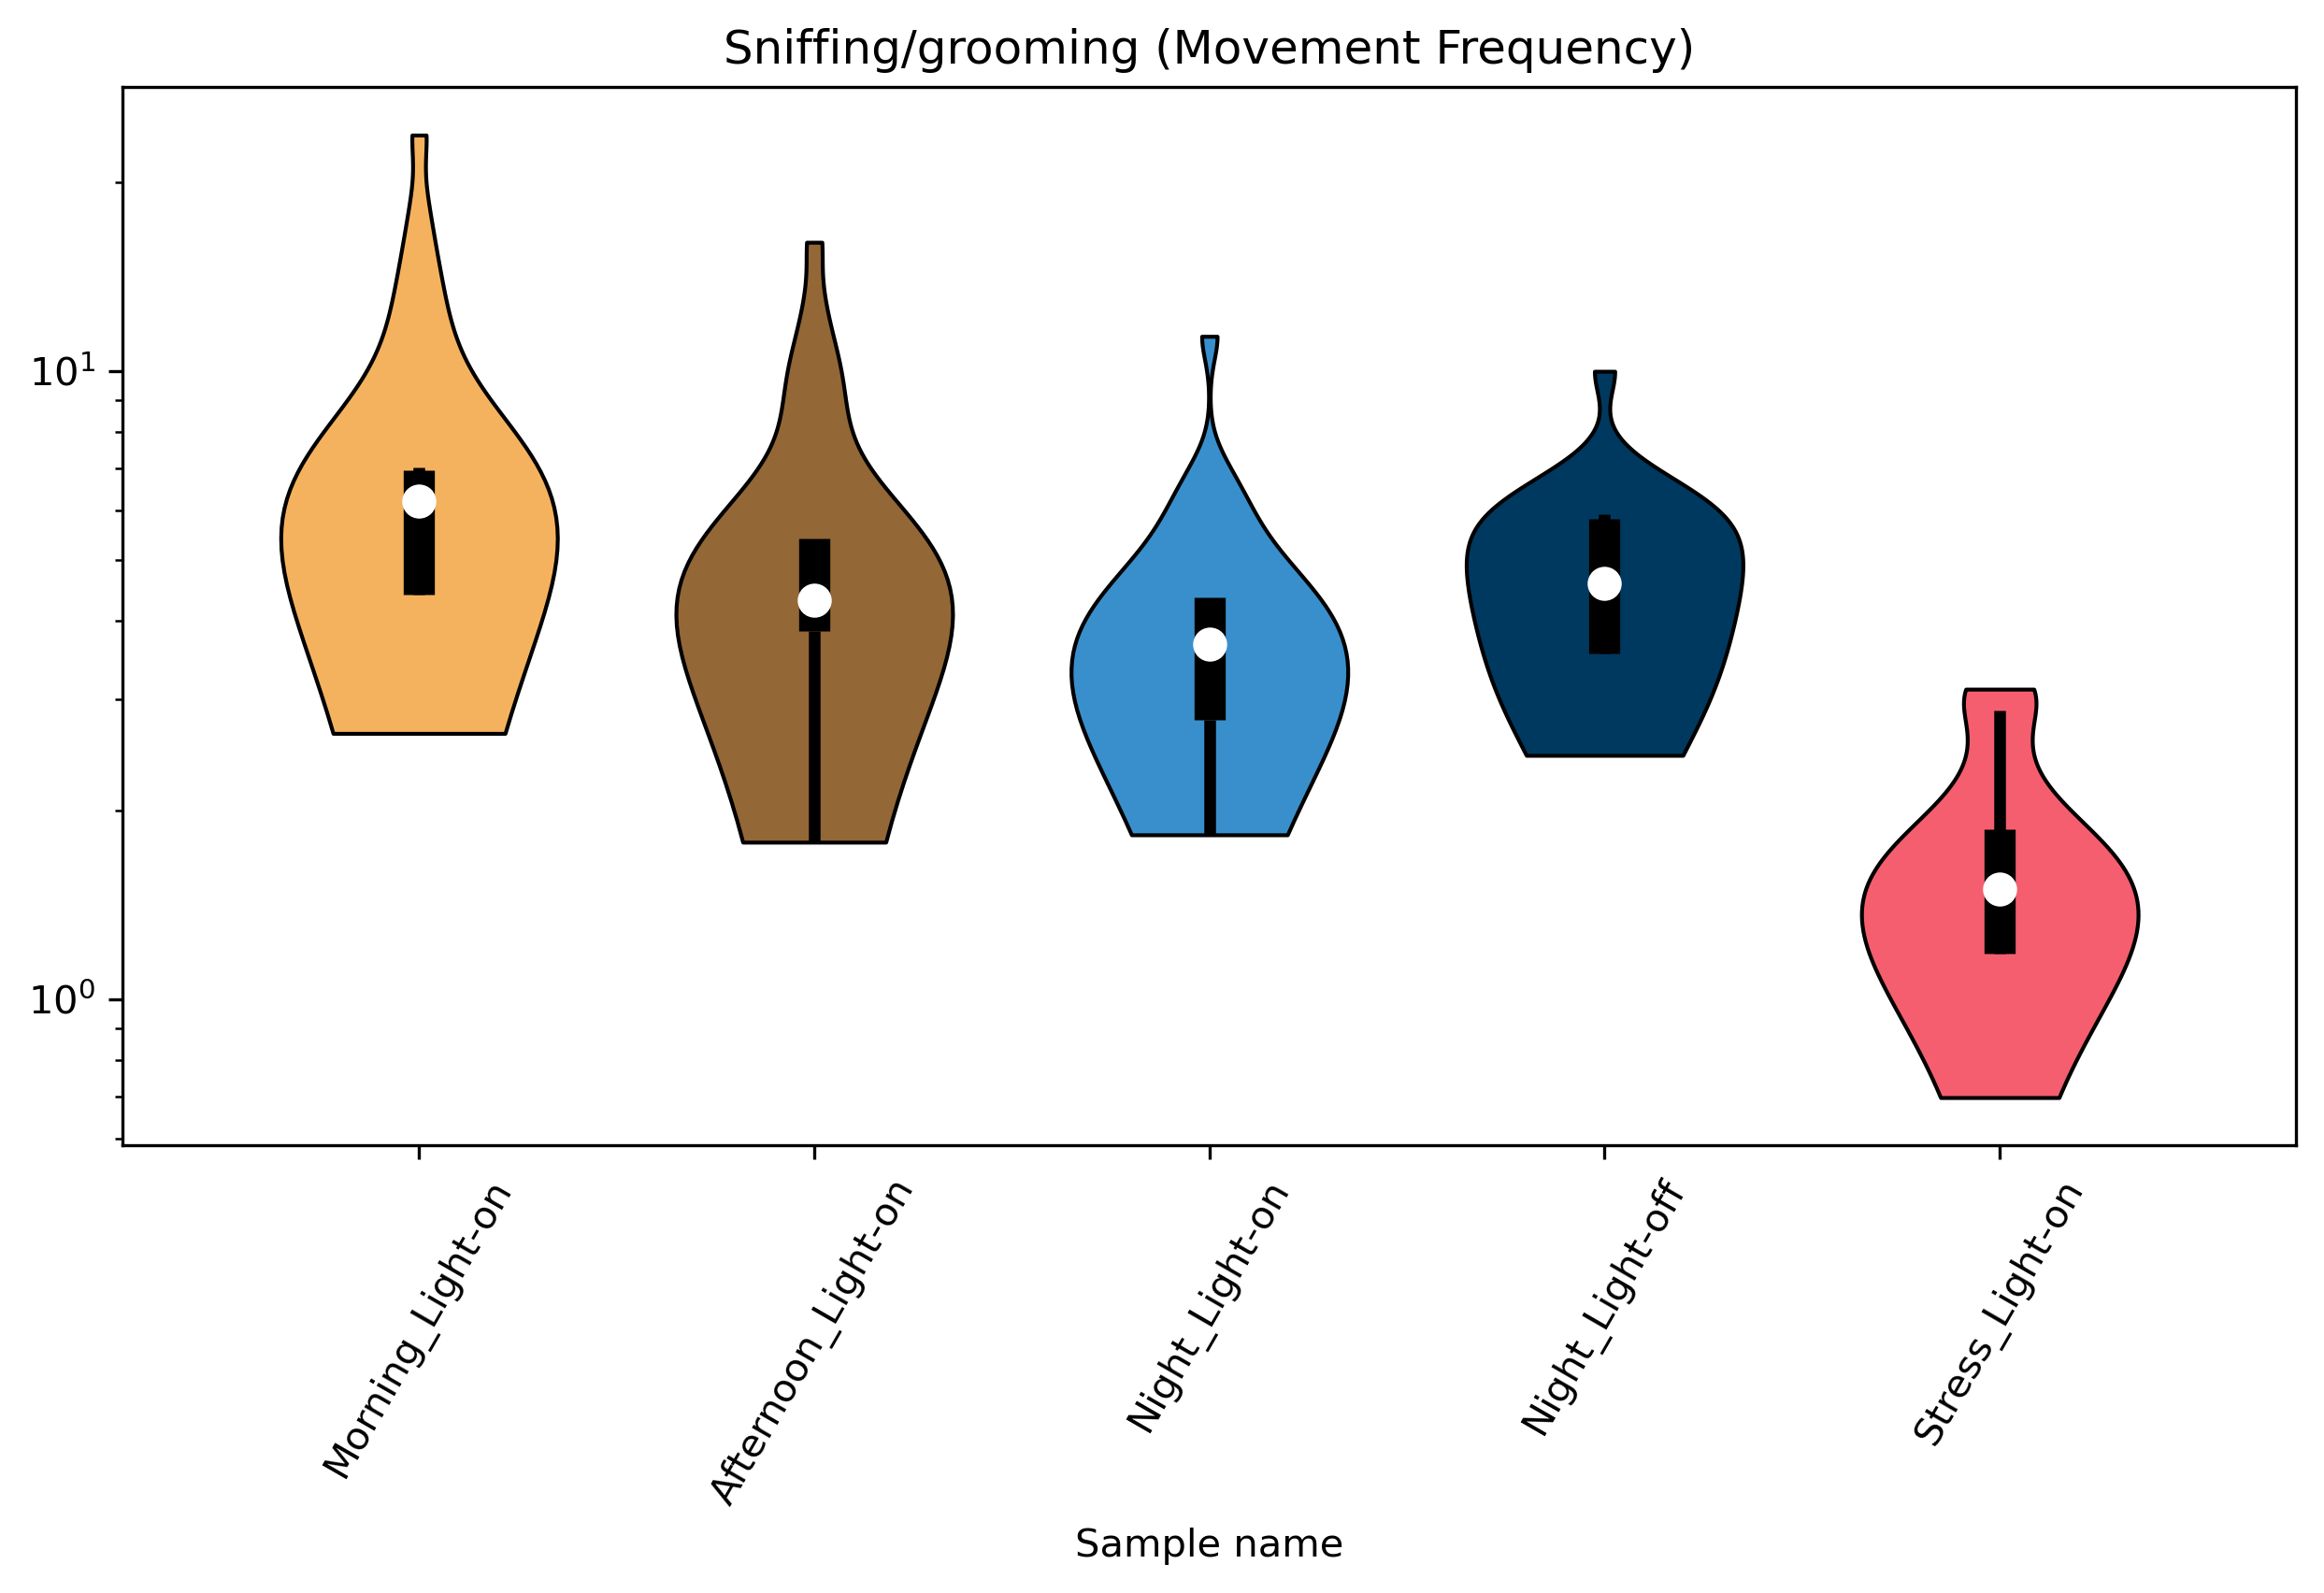 Sniffing/grooming (Movement Frequency)
10¹
10⁰
Morning_Light-on
Afternoon_Light-on
Night_Light-on
Night_Light-off
Stress_Light-on
Sample name